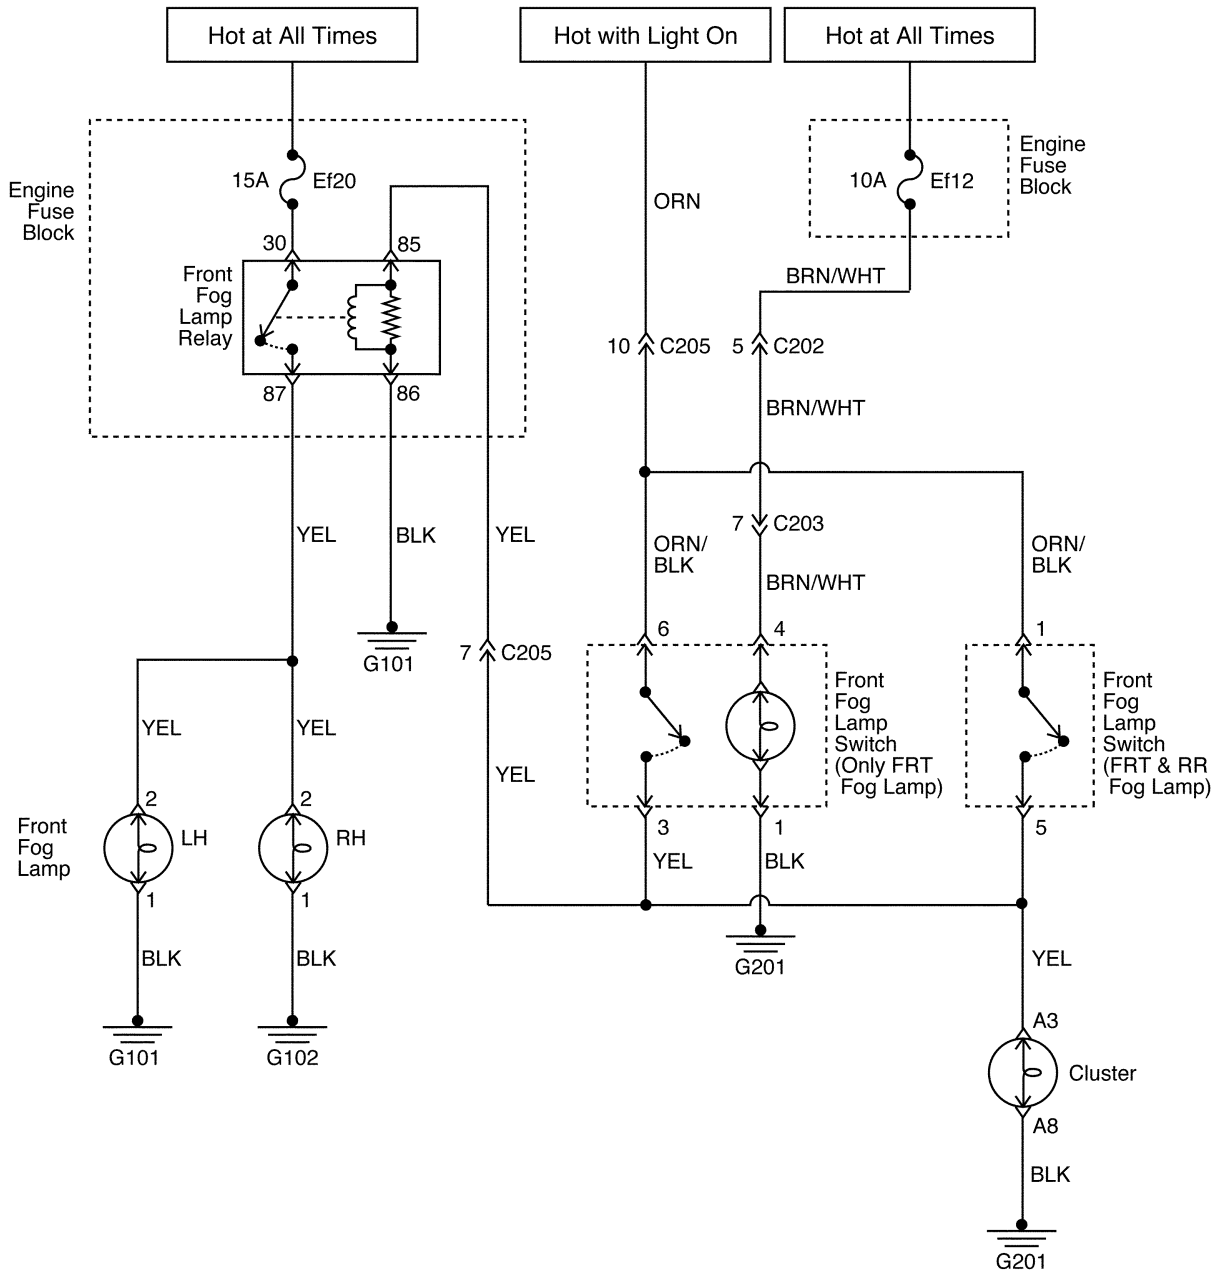 Hot at All Times
Hot with Light On
Hot at All Times
Engine
Fuse
Block
15A
Ef20
30
85
Front
Fog
Lamp
Relay
87
86
YEL
BLK
YEL
G101
7
C205
YEL
YEL
YEL
2
2
Front
Fog
Lamp
LH
RH
1
1
BLK
BLK
G101
G102
ORN
10A
Ef12
Engine
Fuse
Block
BRN/WHT
10
C205
5
C202
BRN/WHT
7
C203
ORN/
BLK
BRN/WHT
ORN/
BLK
6
4
1
Front
Fog
Lamp
Switch
(Only FRT
Fog Lamp)
Front
Fog
Lamp
Switch
(FRT & RR
Fog Lamp)
3
1
5
YEL
BLK
G201
YEL
A3
Cluster
A8
BLK
G201